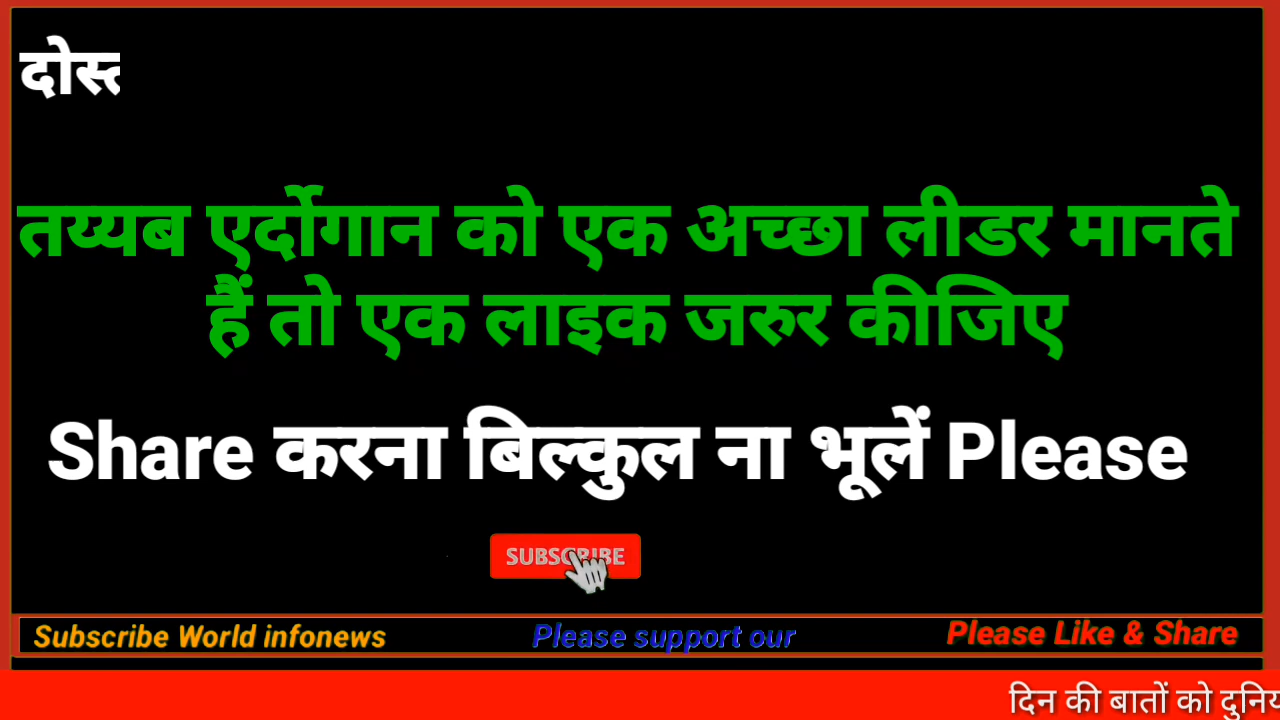 तय्यब एर्दोगान को एक अच्छा लीडर मानते
हैं तो एक लाइक जरुर कीजिए
Share करना बिल्कुल ना भूलें Please
SUBSCRIBE
Subscribe World infonews
Please support our
Please Like & Share
दिन की बातों को